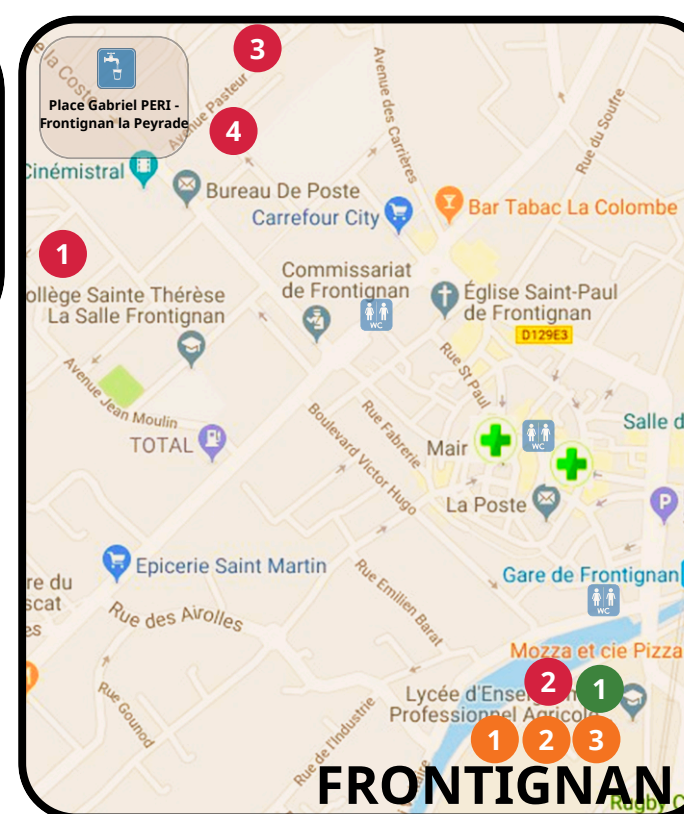 3
e la Coste
Place Gabriel PERI -
Frontignan la Peyrade
Avenue Pasteur
4
Avenue des Carrières
Rue du Soufre
Cinémistral
Bureau De Poste
Carrefour City
Bar Tabac La Colombe
1
Commissariat
de Frontignan
WC
ollège Sainte Thérèse
La Salle Frontignan
Église Saint-Paul
de Frontignan
D129E3
Rue St Paul
Avenue Jean Moulin
TOTAL
Boulevard Victor Hugo
Rue Fabrerie
Mair
WC
Salle d
La Poste
P
Epicerie Saint Martin
re du
scat
es
Rue des Airolles
Rue Emilien Barat
Gare de Frontignan
WC
Mozza et cie Pizza
Rue Gounod
Rue de l'Industrie
Lycée d'Ense
2
1
Professionnel Agricole
1
2
3
FRONTIGNAN
Rugby C